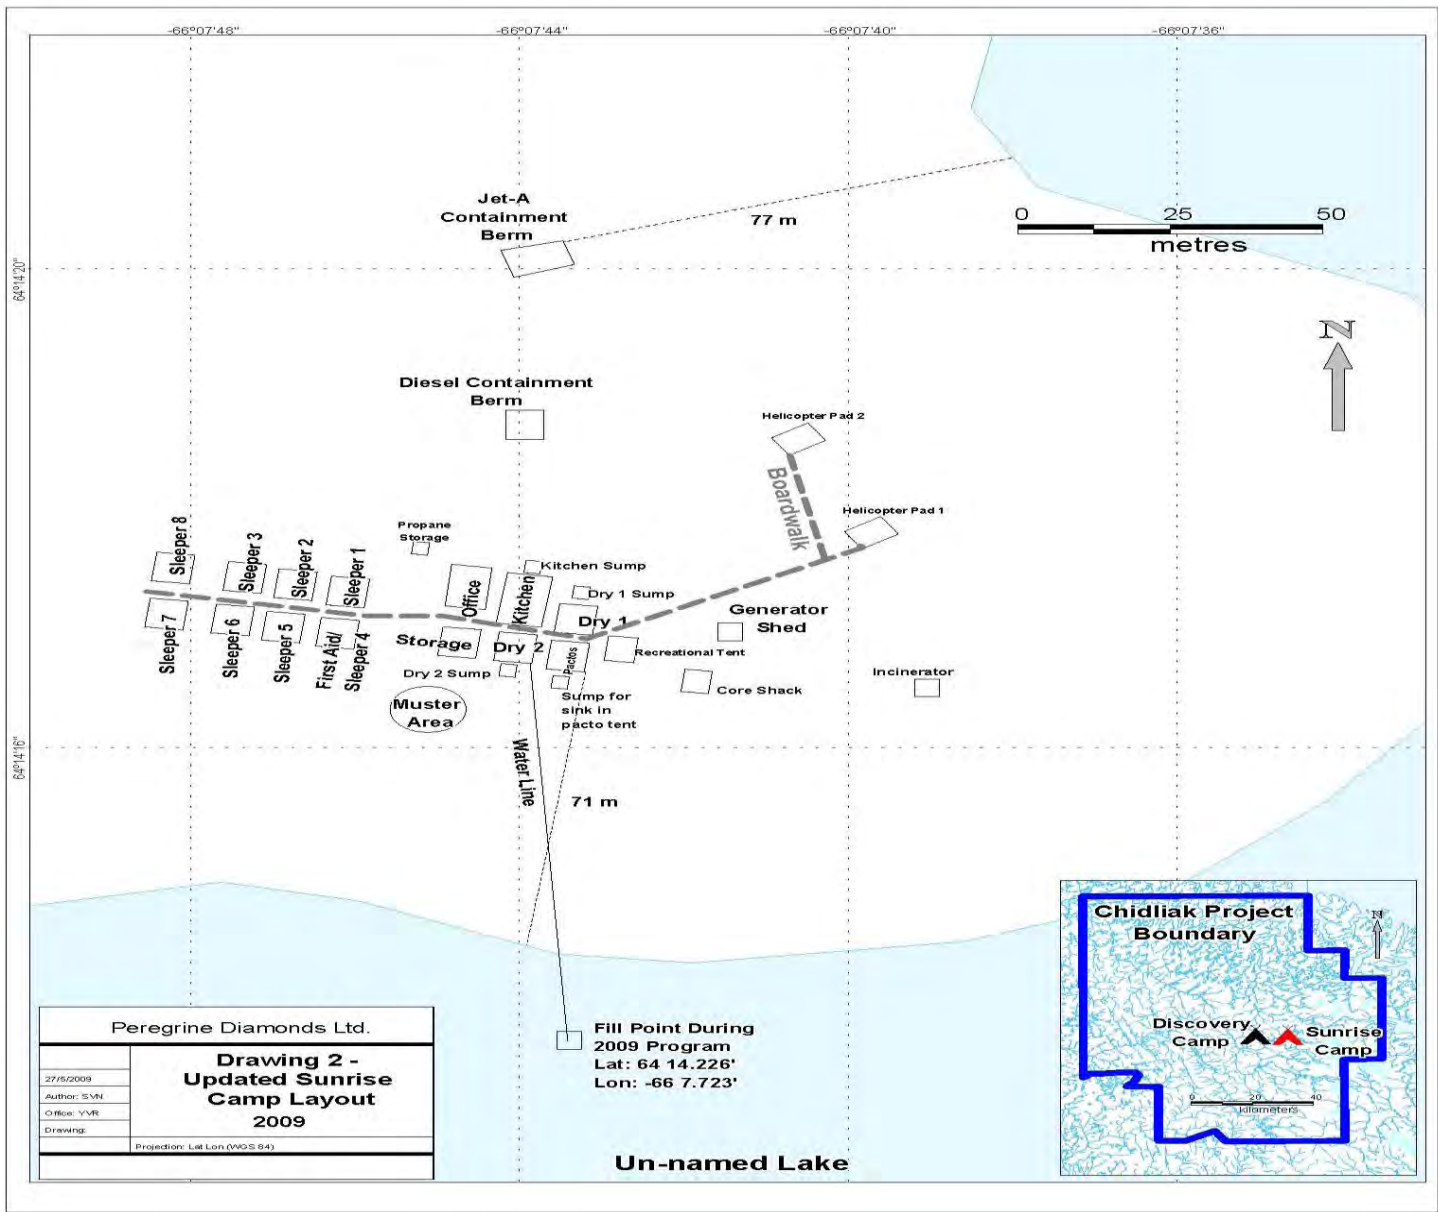 -66°07'48"
-66°07'44"
-66°07'40"
-66°07'36"
Jet-A
Containment
Berm
77 m
0 25 50
metres
64°14'20"
N
Diesel Containment
Berm
Helicopter Pad 2
Boardwalk
Helicopter Pad 1
Propane
Storage
Sleeper 8
Sleeper 3
Sleeper 2
Sleeper 1
Office
Kitchen
Kitchen Sump
Dry 1 Sump
Dry 1
Generator
Shed
Sleeper 7
Sleeper 6
Sleeper 5
First Aid/
Sleeper 4
Storage
Dry 2
Pactos
Recreational Tent
Dry 2 Sump
Core Shack
Incinerator
Muster
Area
Sump for
sink in
pacto tent
64°14'16"
Water Line
71 m
Chidliak Project
Boundary
N
Discovery
Camp
Sunrise
Camp
0 20 40
kilometers
Fill Point During
2009 Program
Lat: 64 14.226'
Lon: -66 7.723'
Peregrine Diamonds Ltd.
Drawing 2 -
Updated Sunrise
Camp Layout
2009
27/5/2009
Author: SVN
Office: YVR
Drawing:
Projection: Lat Lon (WGS 84)
Un-named Lake